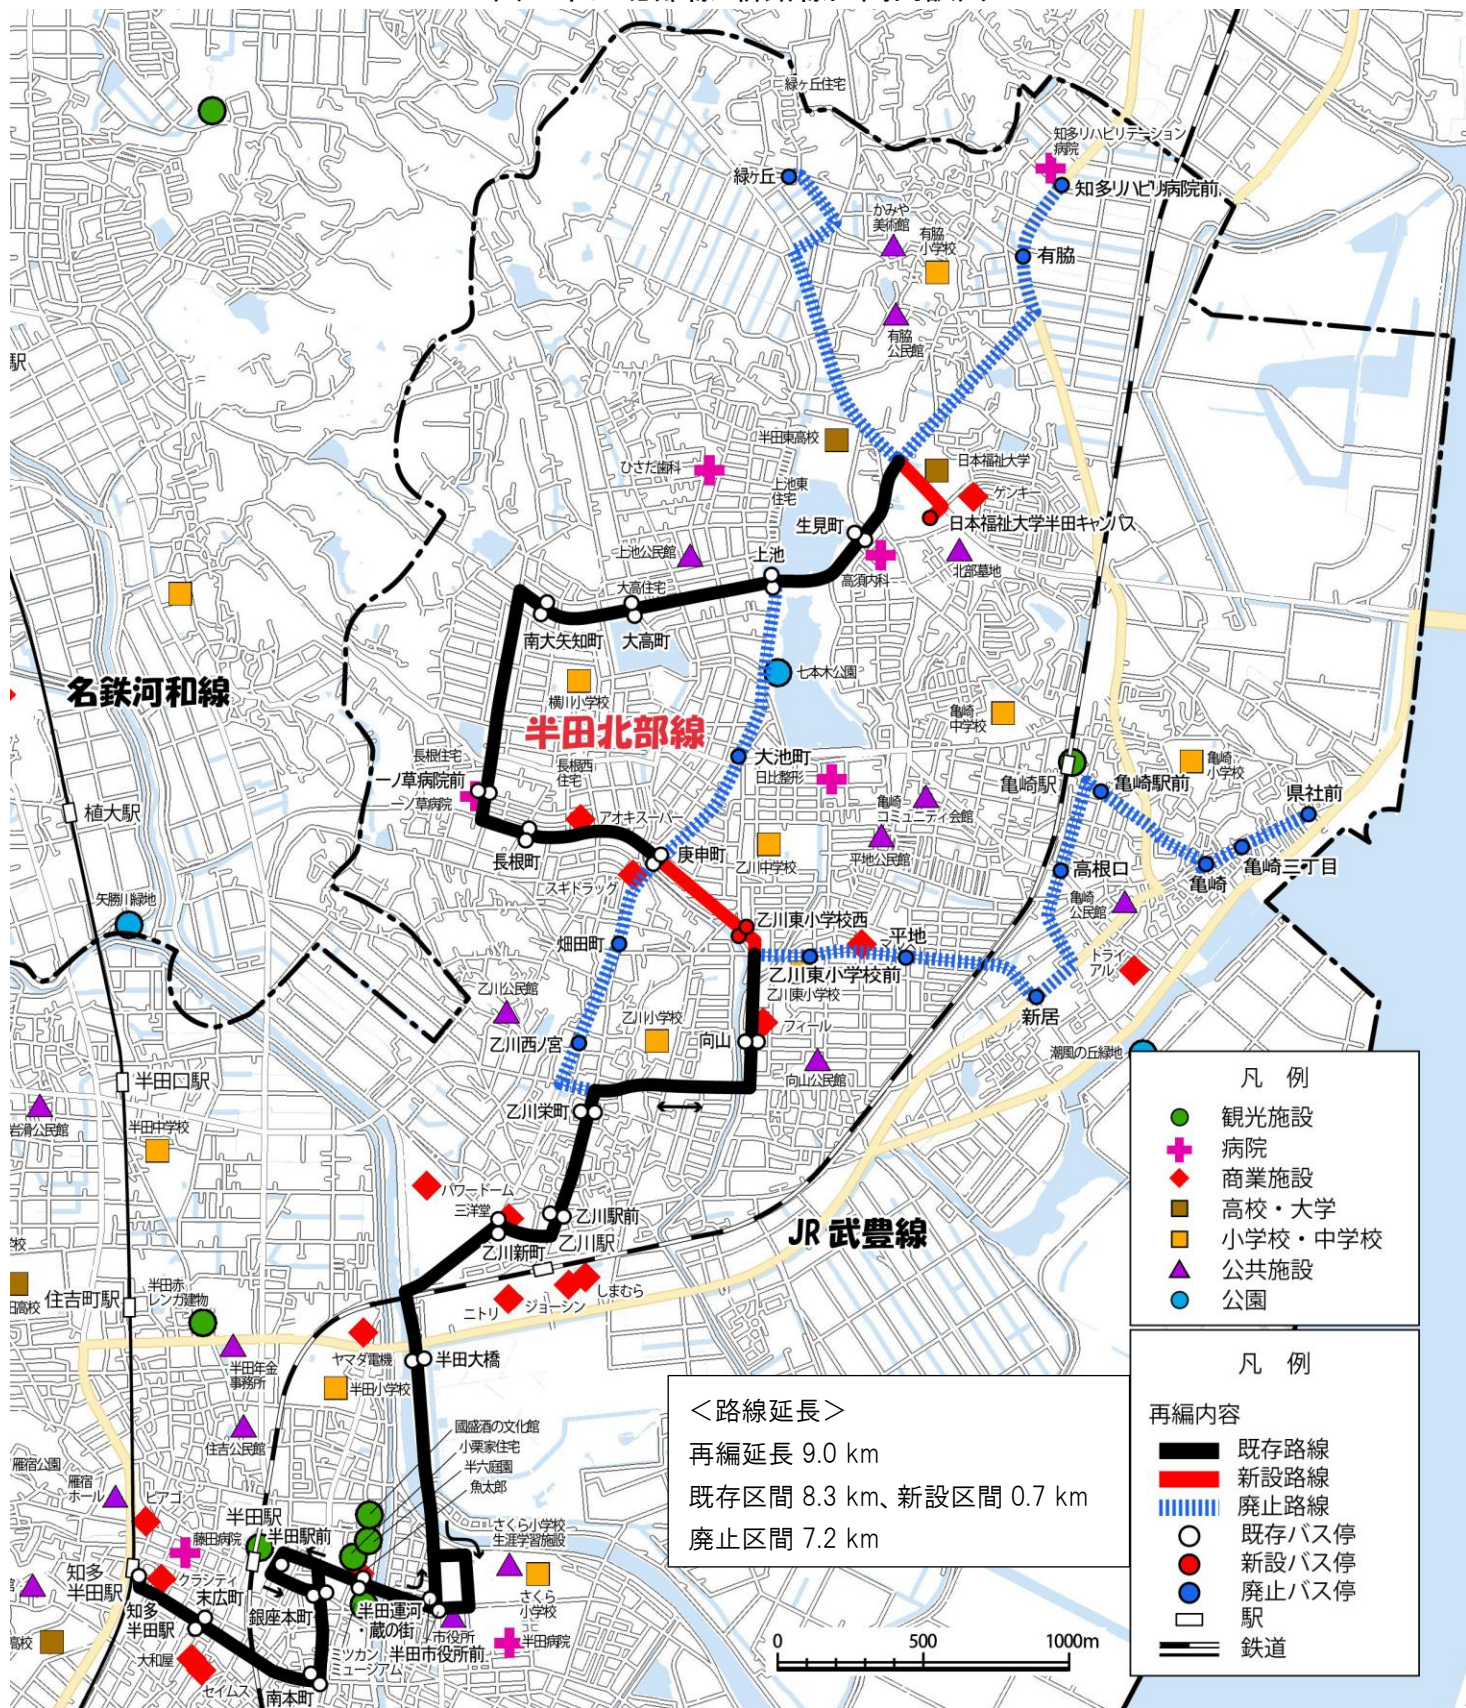 緑ヶ丘住宅
知多リハビリテーション
病院
緑ヶ丘
知多リハビリ病院前
かみや
美術館
有脇
小学校
有脇
有脇
公民館
駅
半田東高校
日本福祉大学
ひさだ歯科
上池東
住宅
ゲンキー
生見町
日本福祉大学半田キャンパス
上池公民館
上池
高須内科
北部墓地
大高住宅
南大矢知町
大高町
七本木公園
名鉄河和線
横川小学校
半田北部線
亀崎
中学校
長根住宅
長根西
住宅
大池町
日比整形
亀崎駅
亀崎
小学校
一ノ草病院前
亀崎駅前
県社前
植大駅
一ノ草病院
アオキスーパー
亀崎
コミュニティ会館
長根町
庚申町
乙川中学校
平地公民館
高根口
亀崎
亀崎三丁目
スギドラッグ
矢勝川緑地
亀崎
公民館
乙川東小学校西
畑田町
平地
トライ
アル
乙川東小学校前
乙川公民館
乙川東小学校
新居
乙川小学校
フィール
乙川西ノ宮
向山
潮風の丘緑地
半田口駅
向山公民館
岩滑公民館
半田中学校
乙川栄町
パワードーム
三洋堂
乙川駅前
乙川新町
乙川駅
JR 武豊線
半田赤
レンガ建物
住吉町駅
しまむら
ジョーシン
ニトリ
半田年金
事務所
ヤマダ電機
半田大橋
半田小学校
國盛酒の文化館
住吉公民館
小栗家住宅
雁宿公園
半六庭園
雁宿
ホール
魚太郎
ピアゴ
半田駅
半田駅前
さくら小学校
生涯学習施設
藤田病院
知多
半田駅
クラシティ
末広町
さくら
小学校
知多
半田駅
銀座本町
半田運河
・蔵の街
市役所
半田病院
半田市役所前
大和屋
ミツカン
ミュージアム
セイムス
南本町
凡 例
観光施設
病院
商業施設
高校・大学
小学校・中学校
公共施設
公園
凡 例
再編内容
既存路線
新設路線
廃止路線
既存バス停
新設バス停
廃止バス停
駅
鉄道
＜路線延長＞
再編延長 9.0 km
既存区間 8.3 km、新設区間 0.7 km
廃止区間 7.2 km
0 500 1000m